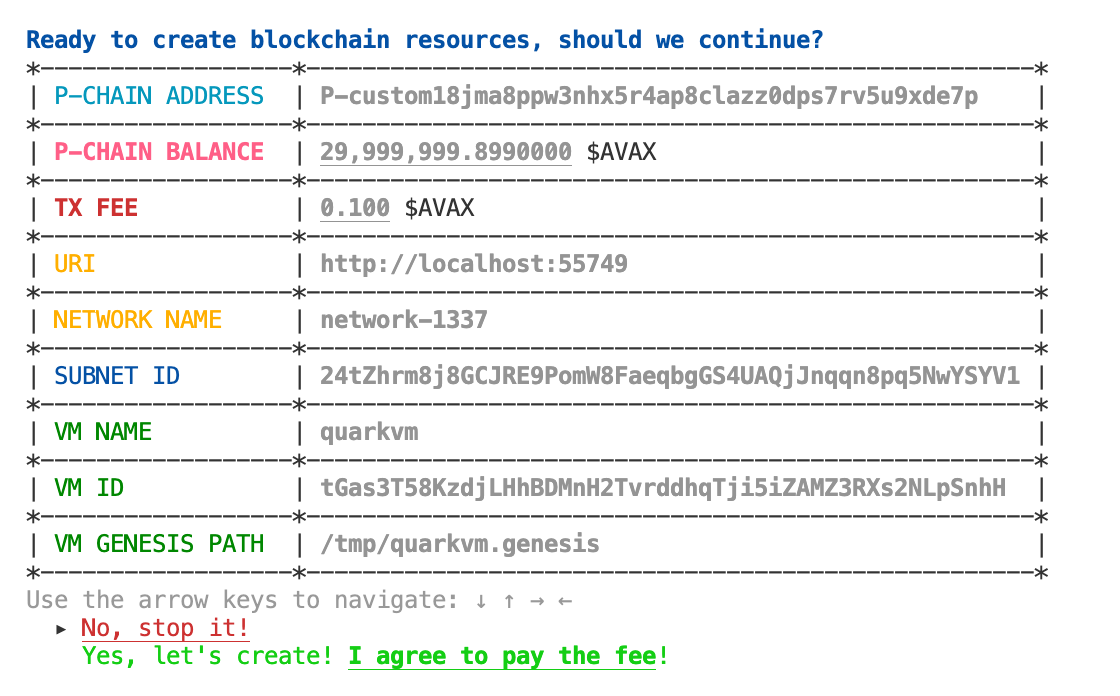 Ready to create blockchain resources, should we continue?
*------------------*----------------------------------------------------*
| P-CHAIN ADDRESS  | P-custom18jma8ppw3nhx5r4ap8clazz0dps7rv5u9xde7p    |
*------------------*----------------------------------------------------*
| P-CHAIN BALANCE  | 29,999,999.8990000 $AVAX                           |
*------------------*----------------------------------------------------*
| TX FEE           | 0.100 $AVAX                                        |
*------------------*----------------------------------------------------*
| URI              | http://localhost:55749                             |
*------------------*----------------------------------------------------*
| NETWORK NAME     | network-1337                                       |
*------------------*----------------------------------------------------*
| SUBNET ID        | 24tZhrm8j8GCJRE9PomW8FaeqbgGS4UAQjJnqqn8pq5NwYSYV1 |
*------------------*----------------------------------------------------*
| VM NAME          | quarkvm                                            |
*------------------*----------------------------------------------------*
| VM ID            | tGas3T58KzdjLHhBDMnH2TvrddhqTji5iZAMZ3RXs2NLpSnhH  |
*------------------*----------------------------------------------------*
| VM GENESIS PATH  | /tmp/quarkvm.genesis                               |
*------------------*----------------------------------------------------*
Use the arrow keys to navigate: ↓ ↑ → ←
  ▸ No, stop it!
    Yes, let's create! I agree to pay the fee!